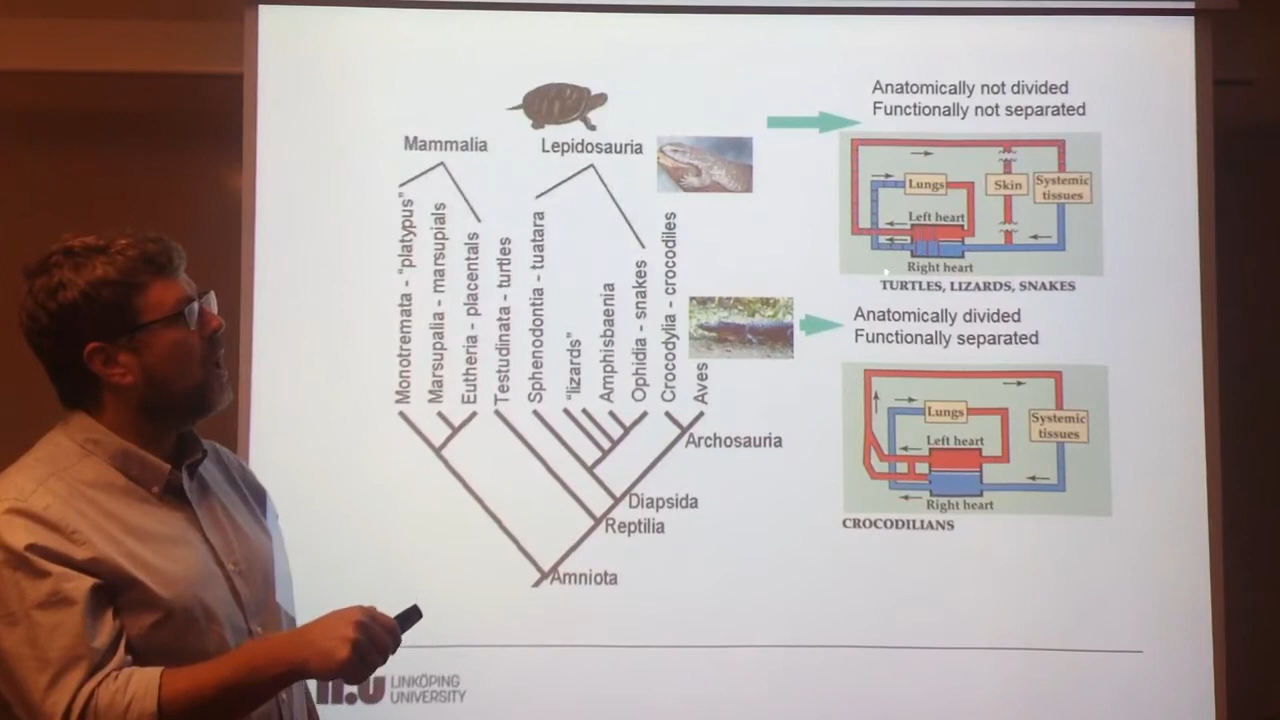 Anatomically not divided
Functionally not separated
Mammalia
Lepidosauria
Monotremata - “platypus”
Marsupalia - marsupials
Eutheria - placentals
Testudinata - turtles
Sphenodontia - tuatara
“lizards”
Amphisbaenia
Ophidia - snakes
Crocodylia - crocodiles
Aves
Archosauria
Diapsida
Reptilia
Amniota
Lungs
Skin
Systemic
tissues
Left heart
Right heart
TURTLES, LIZARDS, SNAKES
Anatomically divided
Functionally separated
Lungs
Systemic
tissues
Left heart
Right heart
CROCODILIANS
LINKÖPING
UNIVERSITY